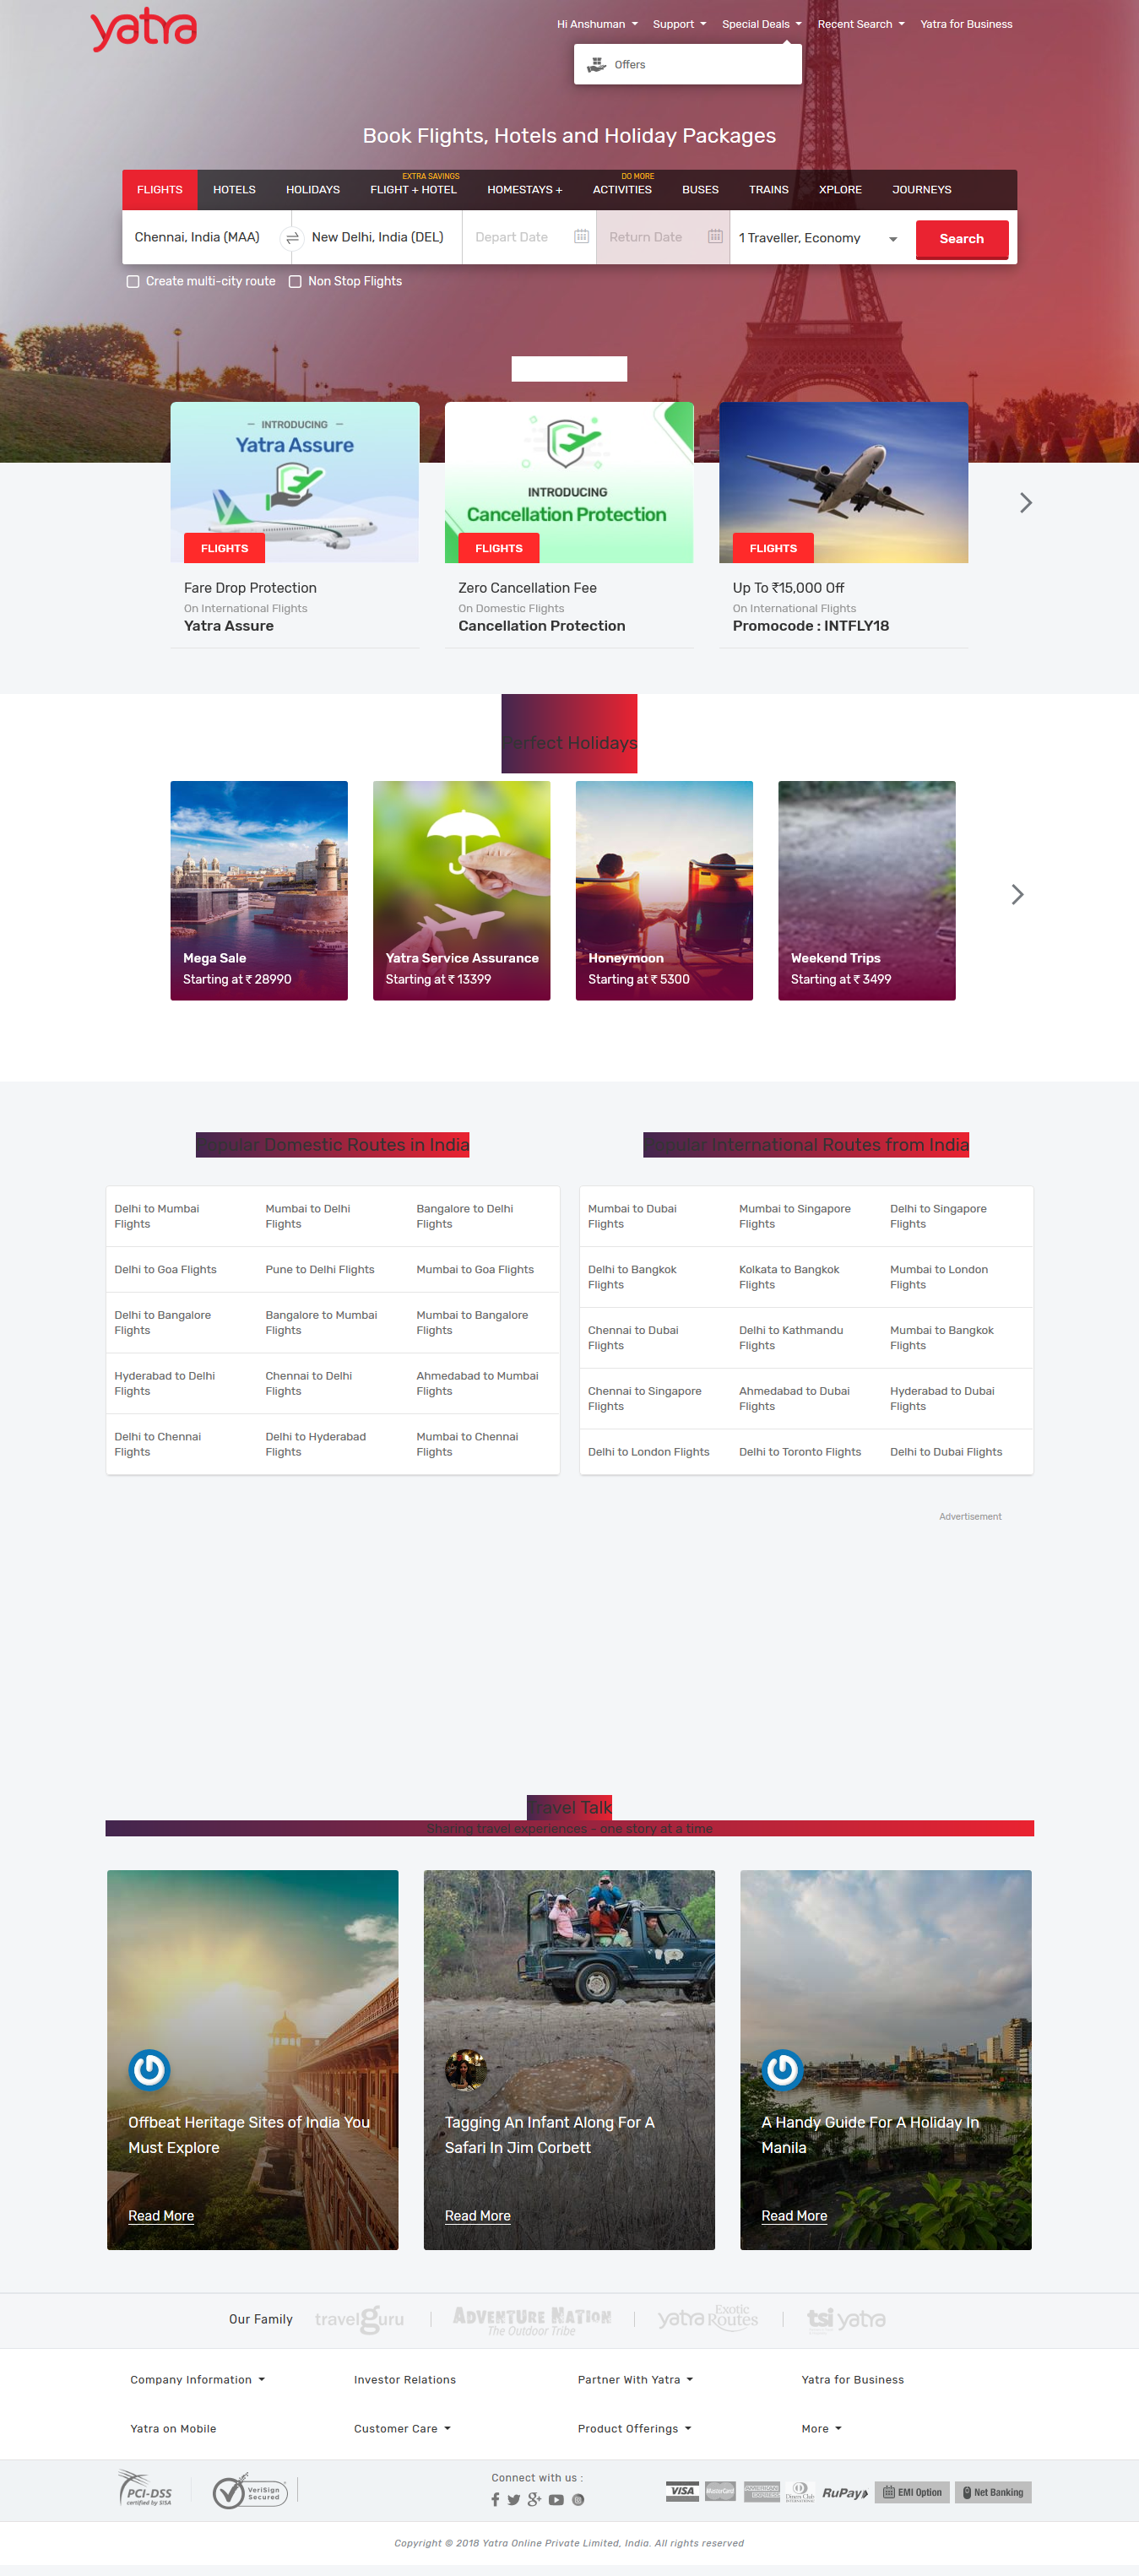 yatra
Hi Anshuman Support Special Deals Recent Search Yatra for Business
Offers
Book Flights, Hotels and Holiday Packages
EXTRA SAVINGS DO MORE
FLIGHTS HOTELS HOLIDAYS FLIGHT + HOTEL HOMESTAYS + ACTIVITIES BUSES TRAINS XPLORE JOURNEYS
Chennai, India (MAA) New Delhi, India (DEL) Depart Date Return Date 1 Traveller, Economy Search
Create multi-city route Non Stop Flights
INTRODUCING
Yatra Assure
FLIGHTS
Fare Drop Protection
On International Flights
Yatra Assure
INTRODUCING
Cancellation Protection
FLIGHTS
Zero Cancellation Fee
On Domestic Flights
Cancellation Protection
FLIGHTS
Up To ₹15,000 Off
On International Flights
Promocode : INTFLY18
Perfect Holidays
Mega Sale
Starting at ₹ 28990
Yatra Service Assurance
Starting at ₹ 13399
Honeymoon
Starting at ₹ 5300
Weekend Trips
Starting at ₹ 3499
Popular Domestic Routes in India
Delhi to Mumbai Flights
Mumbai to Delhi Flights
Bangalore to Delhi Flights
Delhi to Goa Flights
Pune to Delhi Flights
Mumbai to Goa Flights
Delhi to Bangalore Flights
Bangalore to Mumbai Flights
Mumbai to Bangalore Flights
Hyderabad to Delhi Flights
Chennai to Delhi Flights
Ahmedabad to Mumbai Flights
Delhi to Chennai Flights
Delhi to Hyderabad Flights
Mumbai to Chennai Flights
Popular International Routes from India
Mumbai to Dubai Flights
Mumbai to Singapore Flights
Delhi to Singapore Flights
Delhi to Bangkok Flights
Kolkata to Bangkok Flights
Mumbai to London Flights
Chennai to Dubai Flights
Delhi to Kathmandu Flights
Mumbai to Bangkok Flights
Chennai to Singapore Flights
Ahmedabad to Dubai Flights
Hyderabad to Dubai Flights
Delhi to London Flights
Delhi to Toronto Flights
Delhi to Dubai Flights
Advertisement
Travel Talk
Sharing travel experiences - one story at a time
Offbeat Heritage Sites of India You
Must Explore
Read More
Tagging An Infant Along For A
Safari In Jim Corbett
Read More
A Handy Guide For A Holiday In
Manila
Read More
Our Family
travelguru
ADVENTURE NATION
The Outdoor Tribe
yatra Exotic Routes
tsi yatra
Company Information Investor Relations Partner With Yatra Yatra for Business
Yatra on Mobile Customer Care Product Offerings More
PCI-DSS
certified by SISA
VeriSign
Secured
Connect with us :
VISA MasterCard AMERICAN EXPRESS Diners Club RuPay EMI Option Net Banking
Copyright © 2018 Yatra Online Private Limited, India. All rights reserved